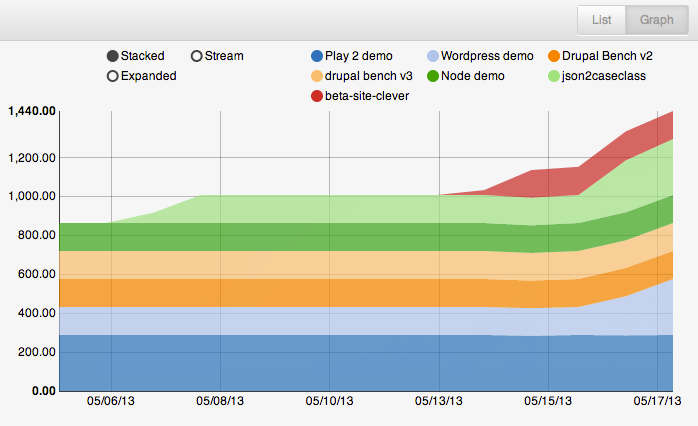 List Graph
Stacked Stream Play 2 demo Wordpress demo Drupal Bench v2
Expanded drupal bench v3 Node demo json2caseclass
beta-site-clever
1,440.00
1,200.00
1,000.00
800.00
600.00
400.00
200.00
0.00
05/06/13 05/08/13 05/10/13 05/13/13 05/15/13 05/17/13